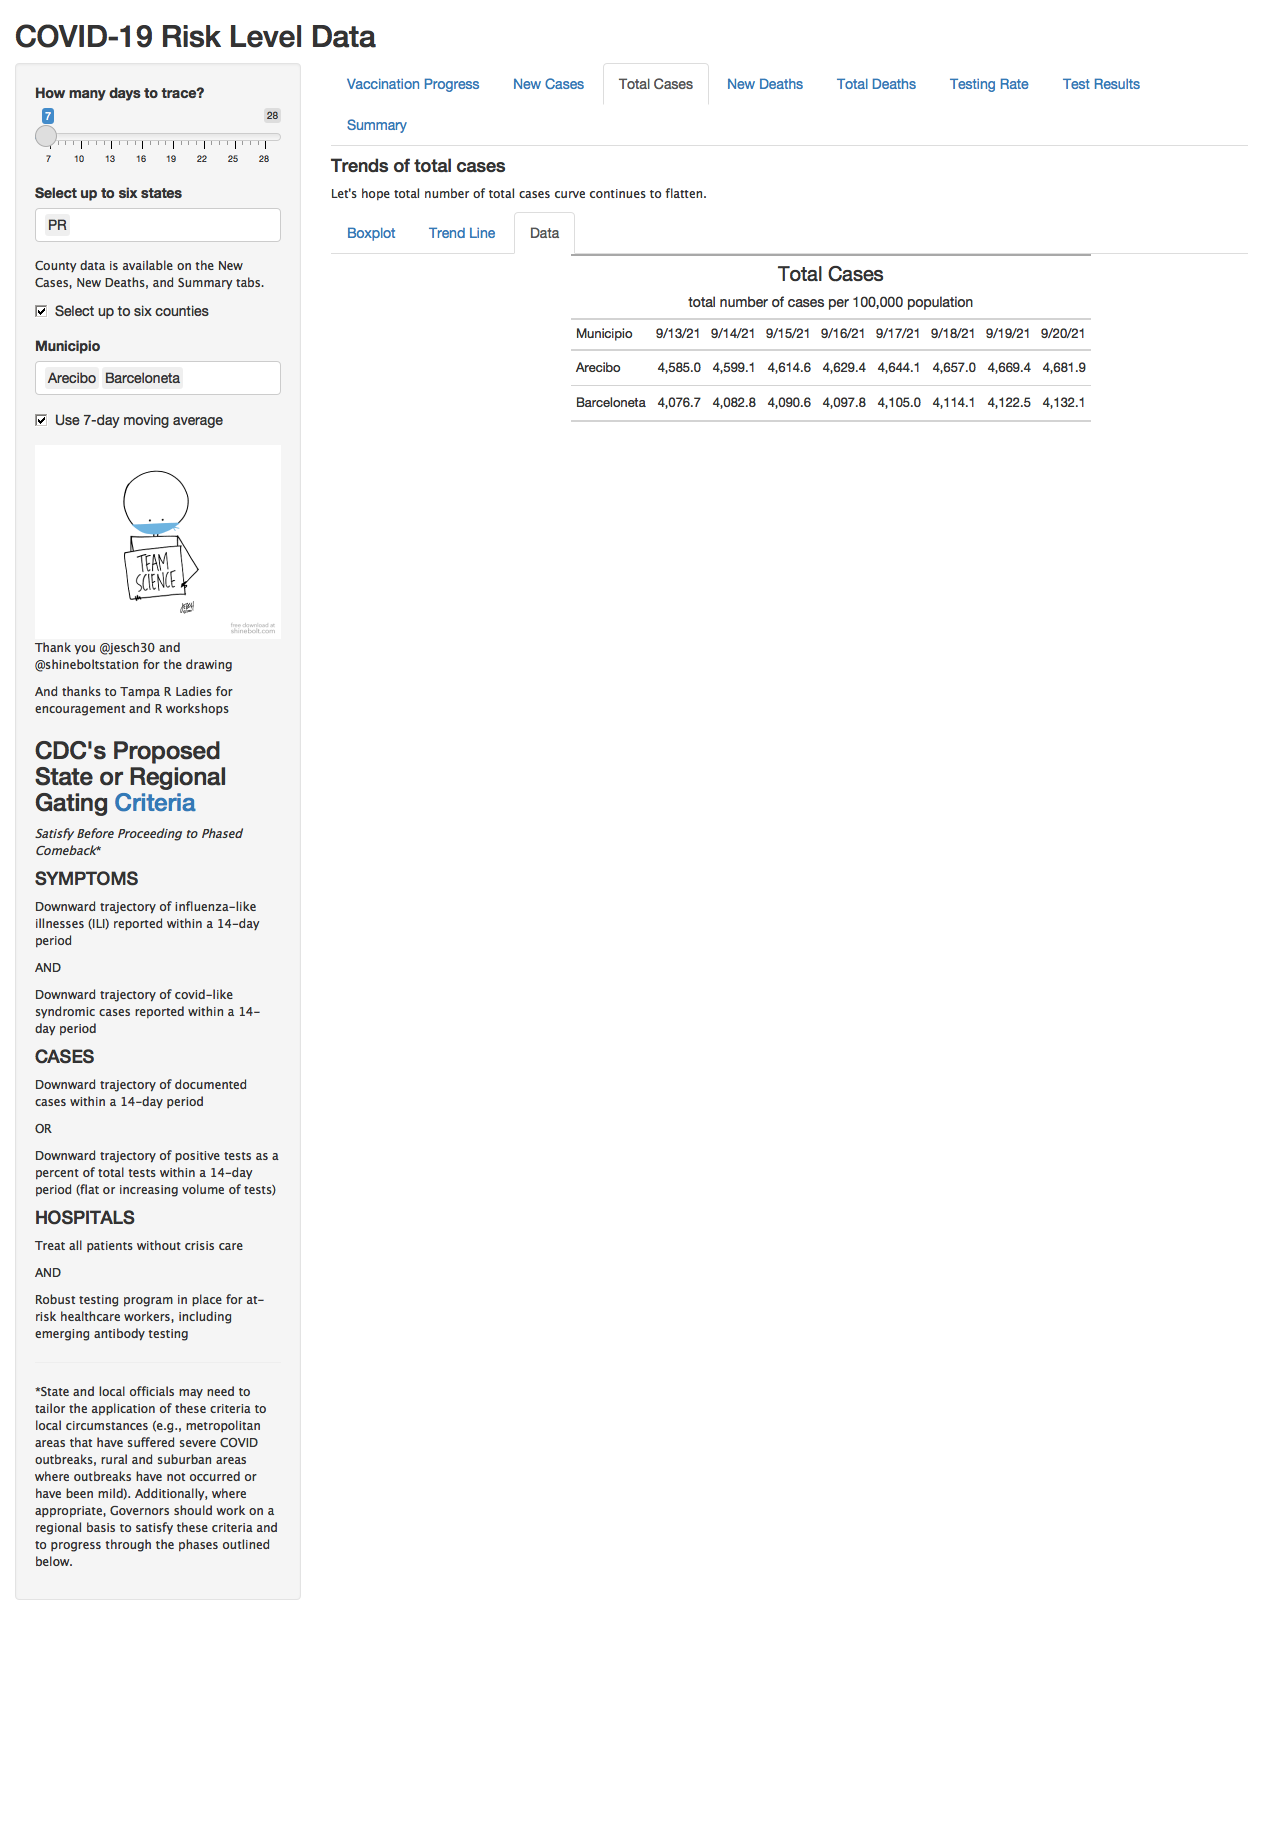 COVID-19 Risk Level Data
How many days to trace?
7 28
7 10 13 16 19 22 25 28
Select up to six states
PR
County data is available on the New
Cases, New Deaths, and Summary tabs.
Select up to six counties
Municipio
Arecibo Barceloneta
Use 7-day moving average
TEAM
SCIENCE
free download at
shinebolt.com
Thank you @jesch30 and
@shineboltstation for the drawing
And thanks to Tampa R Ladies for
encouragement and R workshops
CDC's Proposed
State or Regional
Gating Criteria
Satisfy Before Proceeding to Phased
Comeback*
SYMPTOMS
Downward trajectory of influenza-like
illnesses (ILI) reported within a 14-day
period
AND
Downward trajectory of covid-like
syndromic cases reported within a 14-
day period
CASES
Downward trajectory of documented
cases within a 14-day period
OR
Downward trajectory of positive tests as a
percent of total tests within a 14-day
period (flat or increasing volume of tests)
HOSPITALS
Treat all patients without crisis care
AND
Robust testing program in place for at-
risk healthcare workers, including
emerging antibody testing
*State and local officials may need to
tailor the application of these criteria to
local circumstances (e.g., metropolitan
areas that have suffered severe COVID
outbreaks, rural and suburban areas
where outbreaks have not occurred or
have been mild). Additionally, where
appropriate, Governors should work on a
regional basis to satisfy these criteria and
to progress through the phases outlined
below.
Vaccination Progress New Cases Total Cases New Deaths Total Deaths Testing Rate Test Results
Summary
Trends of total cases
Let's hope total number of total cases curve continues to flatten.
Boxplot Trend Line Data
Total Cases
total number of cases per 100,000 population
Municipio 9/13/21 9/14/21 9/15/21 9/16/21 9/17/21 9/18/21 9/19/21 9/20/21
Arecibo 4,585.0 4,599.1 4,614.6 4,629.4 4,644.1 4,657.0 4,669.4 4,681.9
Barceloneta 4,076.7 4,082.8 4,090.6 4,097.8 4,105.0 4,114.1 4,122.5 4,132.1